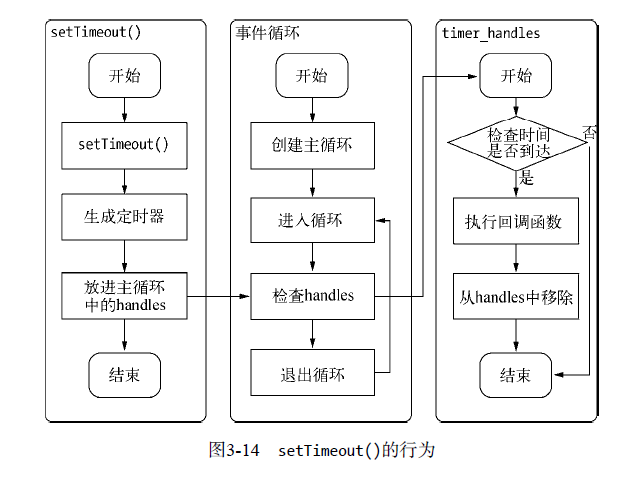 setTimeout()
开始
setTimeout()
生成定时器
放进主循环
中的handles
结束
事件循环
开始
创建主循环
进入循环
检查handles
退出循环
timer_handles
开始
检查时间
是否到达
否
是
执行回调函数
从handles中移除
结束
图3-14 setTimeout()的行为